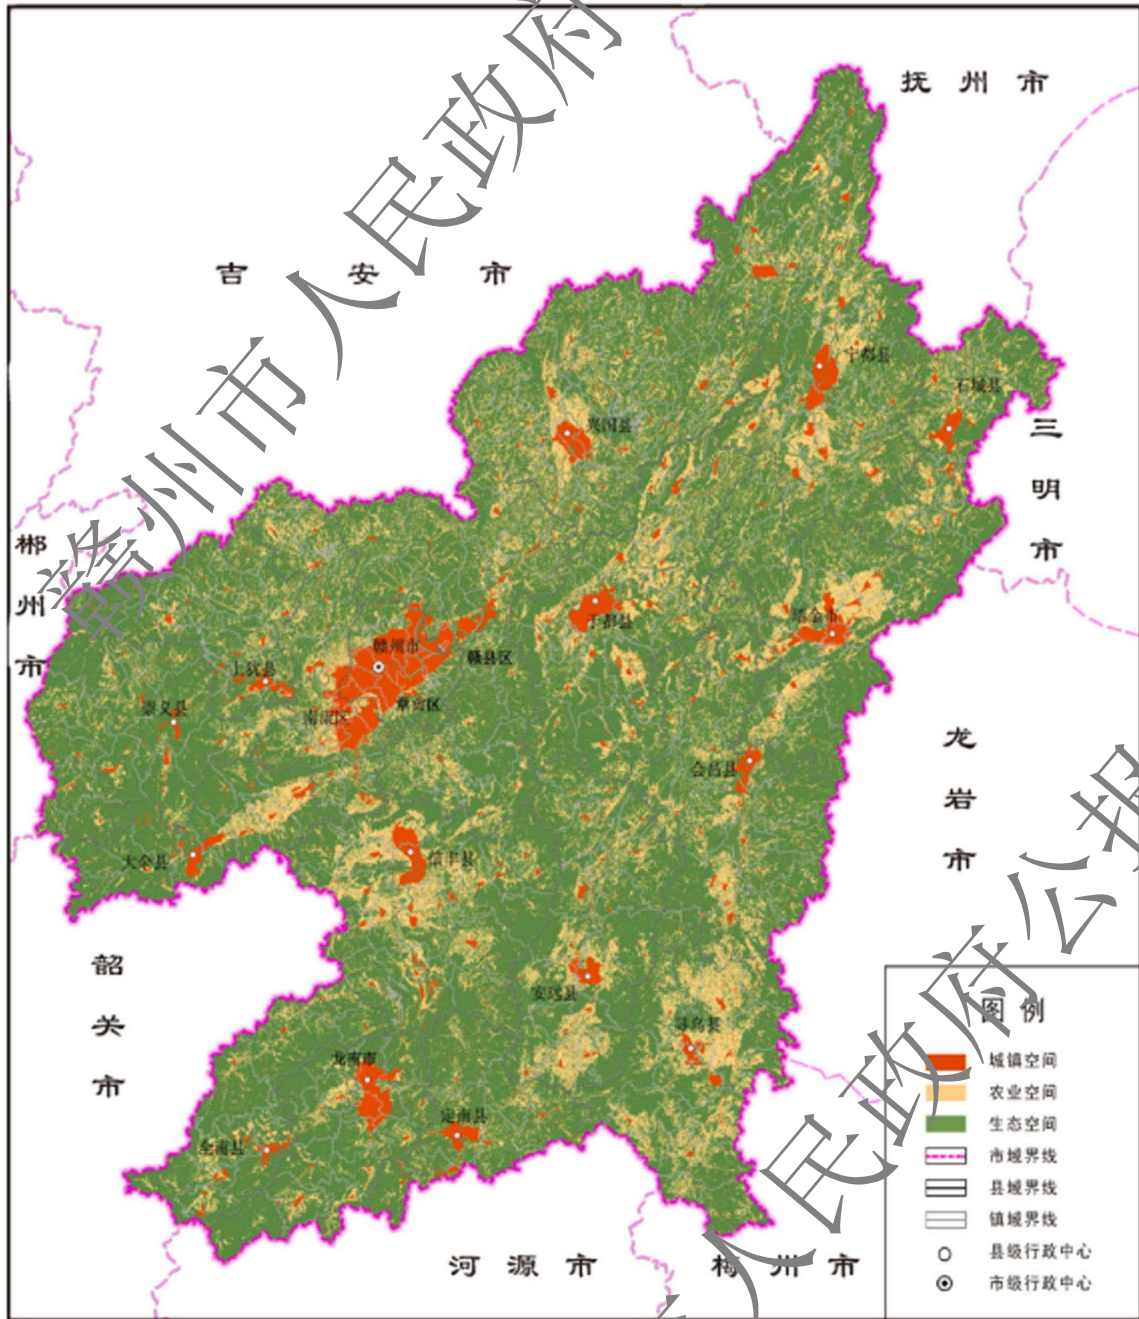 赣州市人民政府
人民政府公报
抚州市
吉安市
宁都县
石城县
兴国县
三明市
郴州市
于都县
瑞金市
赣州市
赣县区
上犹县
章贡区
南康区
崇义县
龙岩市
会昌县
大余县
信丰县
韶关市
安远县
寻乌县
龙南市
定南县
全南县
河源市
梅州市
图例
城镇空间
农业空间
生态空间
市域界线
县域界线
镇域界线
县级行政中心
市级行政中心